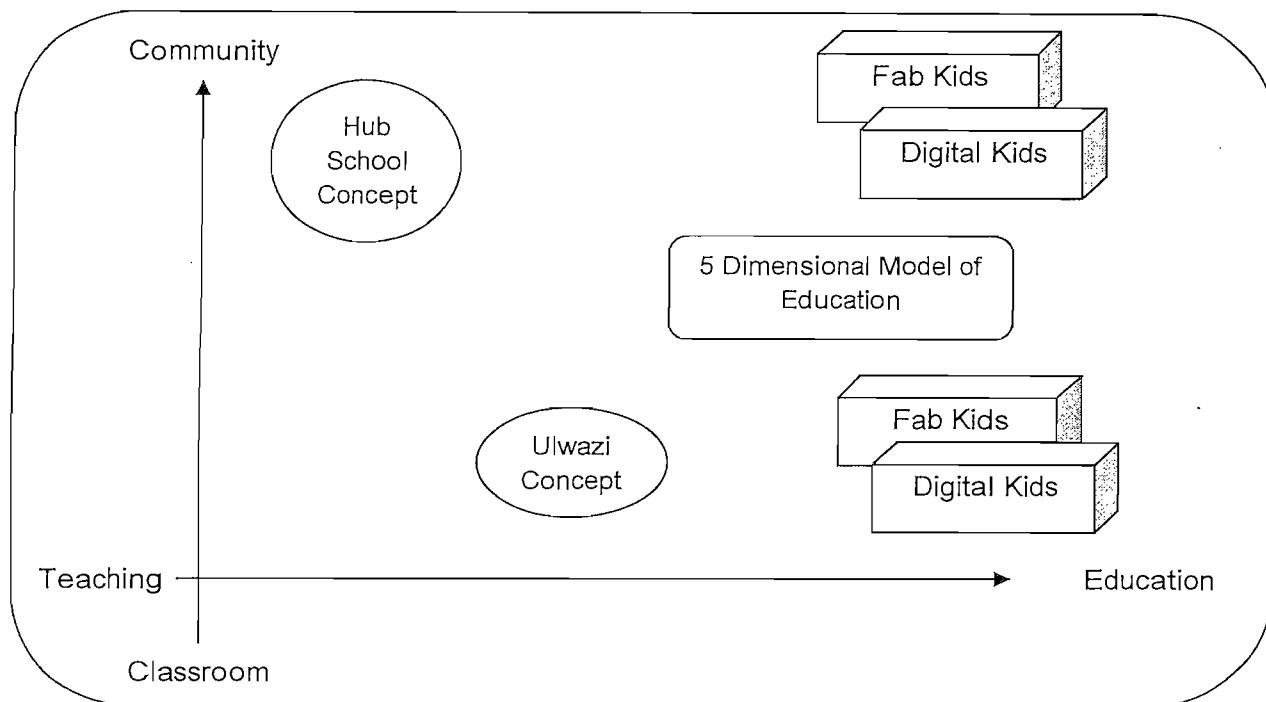 Community
Fab Kids
Digital Kids
Hub
School
Concept
5 Dimensional Model of
Education
Fab Kids
Digital Kids
Ulwazi
Concept
Teaching
Education
Classroom